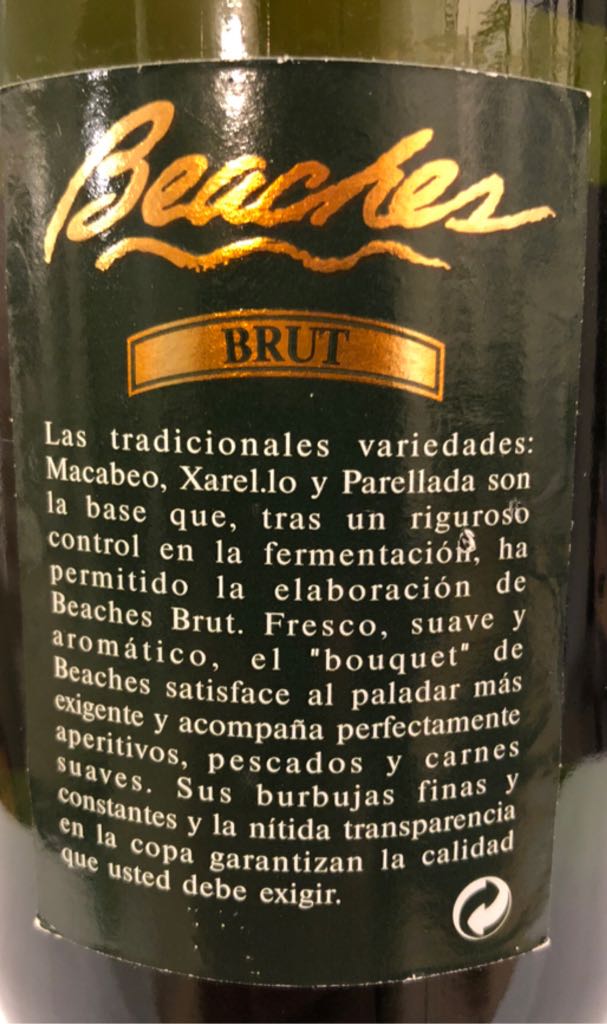 Beaches
BRUT
Las tradicionales variedades:
Macabeo, Xarel.lo y Parellada son
la base que, tras un riguroso
control en la fermentación, ha
permitido la elaboración de
Beaches Brut. Fresco, suave y
aromático, el "bouquet" de
Beaches satisface al paladar más
exigente y acompaña perfectamente
aperitivos, pescados y carnes
suaves. Sus burbujas finas y
constantes y la nítida transparencia
en la copa garantizan la calidad
que usted debe exigir.